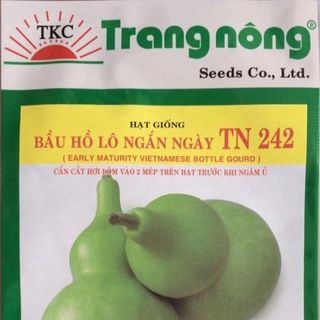 TKC
Trang nông®
Seeds Co., Ltd.
HẠT GIỐNG
BẦU HỒ LÔ NGẮN NGÀY TN 242
( EARLY MATURITY VIETNAMESE BOTTLE GOURD )
CẦN CẮT HƠI LÕM VÀO 2 MÉP TRÊN HẠT TRƯỚC KHI NGÂM Ủ